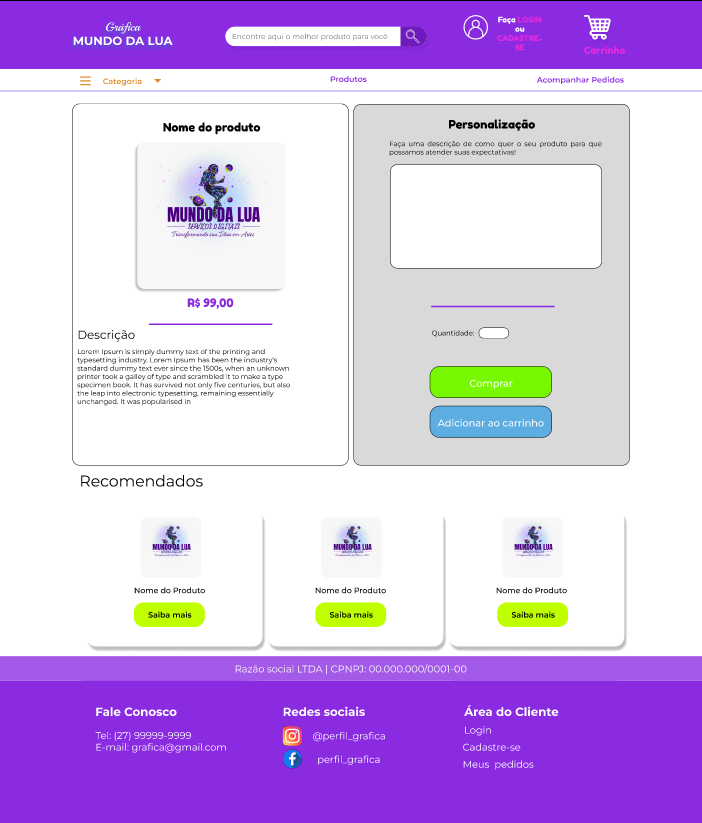 Gráfica
MUNDO DA LUA
Encontre aqui o melhor produto para você
Faça LOGIN
ou
CADASTRE-
SE
Carrinho
Categoria
Produtos
Acompanhar Pedidos
Nome do produto
MUNDO DA LUA
SERVIÇOS DIGITAIS
Transformando sua Ideia em Artes
R$ 99,00
Descrição
Lorem Ipsum is simply dummy text of the printing and
typesetting industry. Lorem Ipsum has been the industry's
standard dummy text ever since the 1500s, when an unknown
printer took a galley of type and scrambled it to make a type
specimen book. It has survived not only five centuries, but also
the leap into electronic typesetting, remaining essentially
unchanged. It was popularised in
Personalização
Faça uma descrição de como quer o seu produto para que
possamos atender suas expectativas!
Quantidade:
Comprar
Adicionar ao carrinho
Recomendados
MUNDO DA LUA
Nome do Produto
Saiba mais
MUNDO DA LUA
Nome do Produto
Saiba mais
MUNDO DA LUA
Nome do Produto
Saiba mais
Razão social LTDA | CPNPJ: 00.000.000/0001-00
Fale Conosco
Tel: (27) 99999-9999
E-mail: grafica@gmail.com
Redes sociais
@perfil_grafica
perfil_grafica
Área do Cliente
Login
Cadastre-se
Meus pedidos